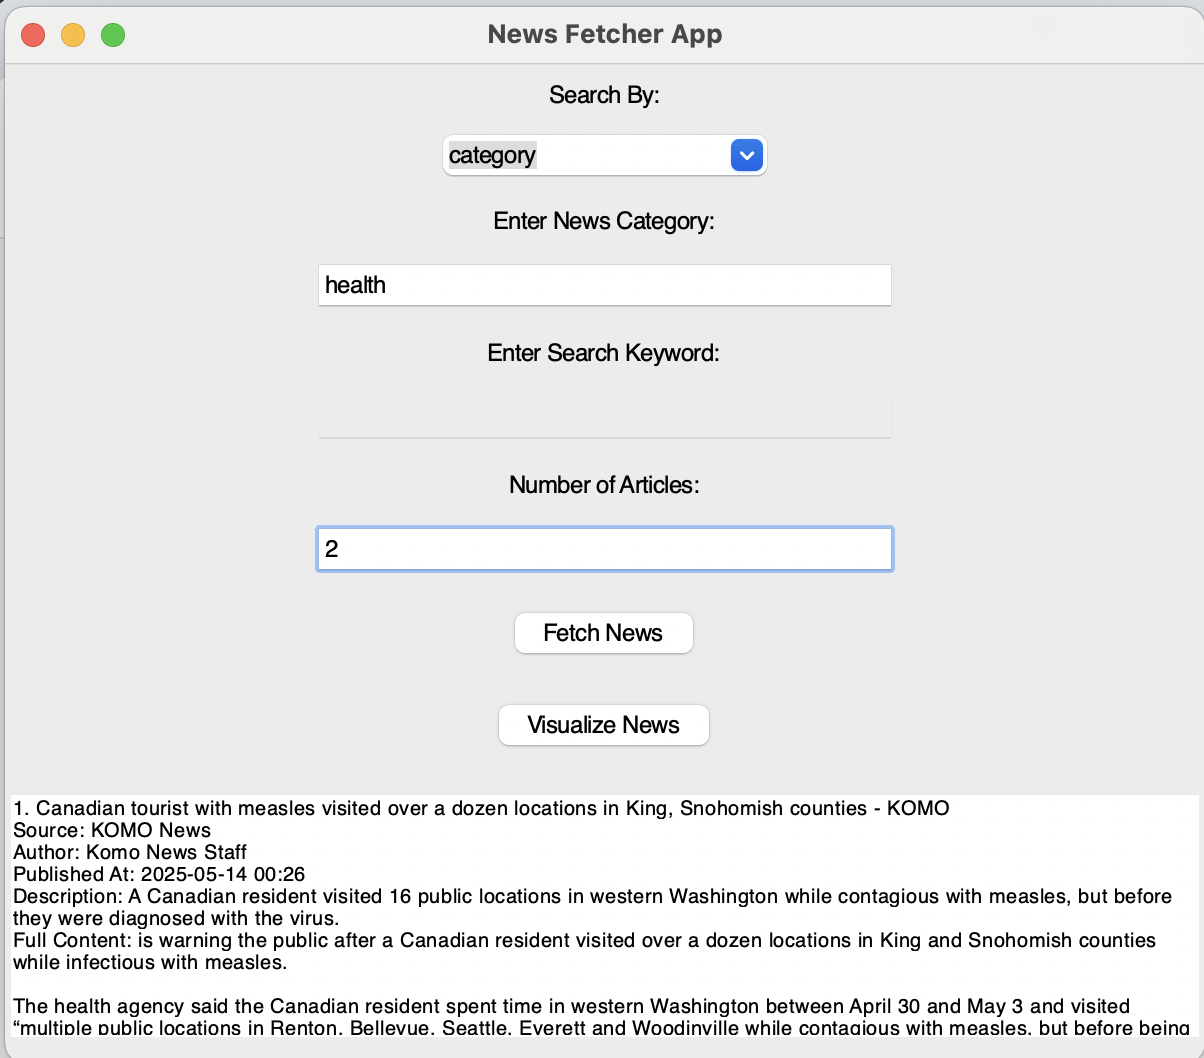 News Fetcher App
Search By:
category
Enter News Category:
health
Enter Search Keyword:
Number of Articles:
2
Fetch News
Visualize News
1. Canadian tourist with measles visited over a dozen locations in King, Snohomish counties - KOMO
Source: KOMO News
Author: Komo News Staff
Published At: 2025-05-14 00:26
Description: A Canadian resident visited 16 public locations in western Washington while contagious with measles, but before
they were diagnosed with the virus.
Full Content: is warning the public after a Canadian resident visited over a dozen locations in King and Snohomish counties
while infectious with measles.
The health agency said the Canadian resident spent time in western Washington between April 30 and May 3 and visited
“multiple public locations in Renton, Bellevue, Seattle, Everett and Woodinville while contagious with measles, but before being